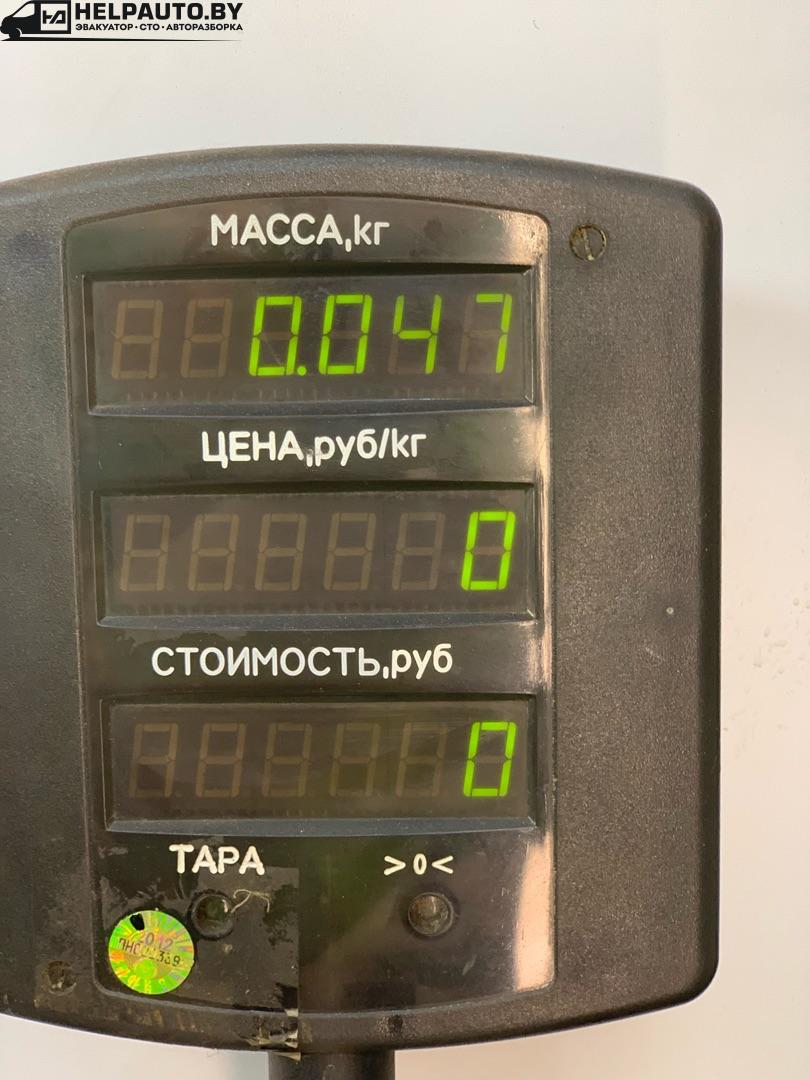 HELPAUTO.BY
ЭВАКУАТОР•СТО•АВТОРАЗБОРКА
МАССА,кг
0.047
ЦЕНА,руб/кг
0
СТОИМОСТЬ,руб
0
ТАРА >0<